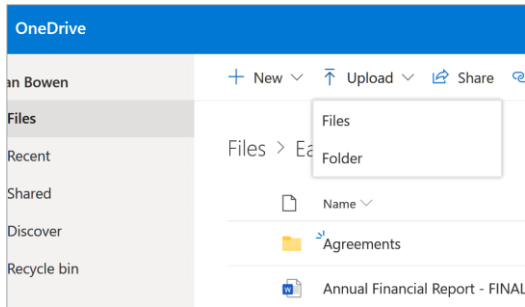 OneDrive
an Bowen
+ New Upload Share
Files
Files
Recent
Folder
Files > Ea
Shared
Name
Discover
Agreements
Recycle bin
Annual Financial Report - FINAL